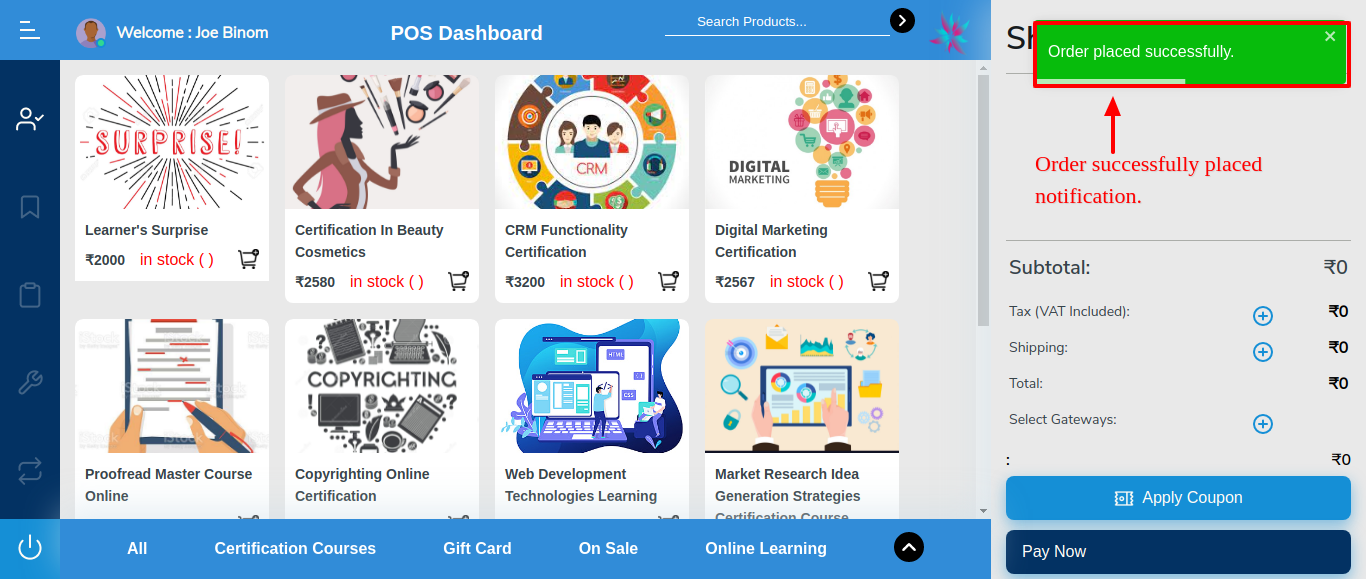 Welcome : Joe Binom
POS Dashboard
Search Products...
Order placed successfully.
Order successfully placed
notification.
SURPRISE!
Learner's Surprise
₹2000 in stock ( )
Certification In Beauty
Cosmetics
₹2580 in stock ( )
CRM
CRM Functionality
Certification
₹3200 in stock ( )
DIGITAL
MARKETING
Digital Marketing
Certification
₹2567 in stock ( )
iStock
iStock
Proofread Master Course
Online
COPYRIGHTING
Copyrighting Online
Certification
HTML
CSS
Web Development
Technologies Learning
Market Research Idea
Generation Strategies
Certification Course
All
Certification Courses
Gift Card
On Sale
Online Learning
Subtotal: ₹0
Tax (VAT Included): ₹0
Shipping: ₹0
Total: ₹0
Select Gateways:
: ₹0
Apply Coupon
Pay Now